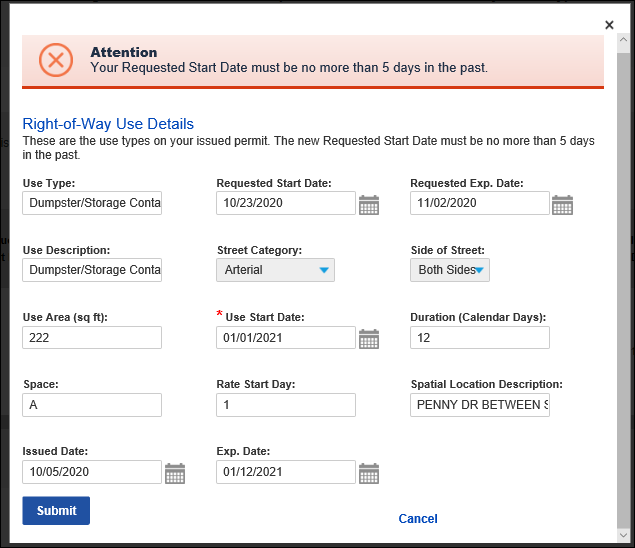 Attention
Your Requested Start Date must be no more than 5 days in the past.
Right-of-Way Use Details
These are the use types on your issued permit. The new Requested Start Date must be no more than 5 days
in the past.
Use Type: Requested Start Date: Requested Exp. Date:
Dumpster/Storage Conta 10/23/2020 11/02/2020
Use Description: Street Category: Side of Street:
Dumpster/Storage Conta Arterial Both Sides
Use Area (sq ft): * Use Start Date: Duration (Calendar Days):
222 01/01/2021 12
Space: Rate Start Day: Spatial Location Description:
A 1 PENNY DR BETWEEN S
Issued Date: Exp. Date:
10/05/2020 01/12/2021
Submit Cancel